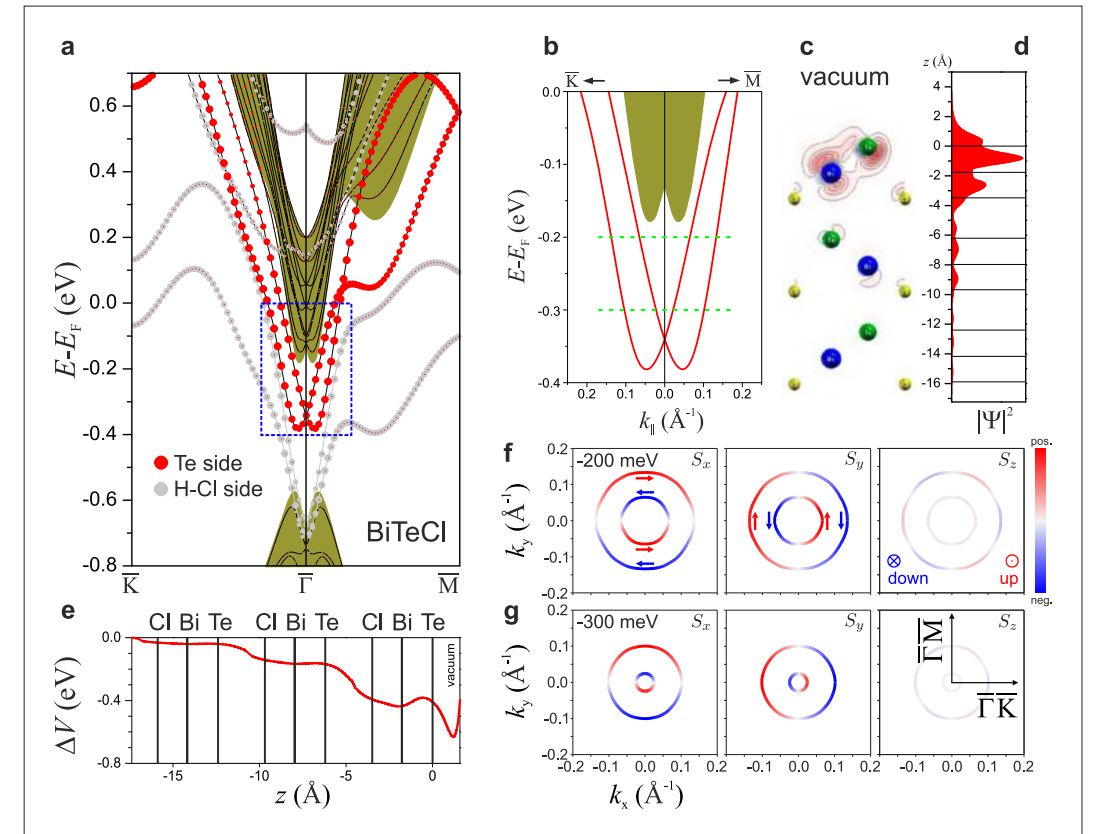 a
0.6
0.4
0.2
0.0
-0.2
-0.4
-0.6
-0.8
E-E_F (eV)
Te side
H-Cl side
BiTeCl
K̅
Γ̅
M̅
b
K̅
M̅
0.0
-0.1
-0.2
-0.3
-0.4
E-E_F (eV)
0.2
0.1
0.0
0.1
0.2
k_∥ (Å⁻¹)
c
vacuum
d
z (Å)
4
2
0
-2
-4
-6
-8
-10
-12
-14
-16
|Ψ|²
e
Cl Bi Te Cl Bi Te Cl Bi Te
vacuum
0.0
-0.4
-0.8
ΔV (eV)
-15 -10 -5 0
z (Å)
f
-200 meV
S_x
S_y
S_z
0.2
0.1
0.0
-0.1
-0.2
k_y (Å⁻¹)
down
up
pos.
neg.
g
-300 meV
S_x
S_y
S_z
0.2
0.1
0.0
-0.1
-0.2
k_y (Å⁻¹)
Γ̅M̅
Γ̅K̅
-0.2 -0.1 0.0 0.1 -0.1 0.0 0.1 -0.1 0.0 0.1 0.2
k_x (Å⁻¹)